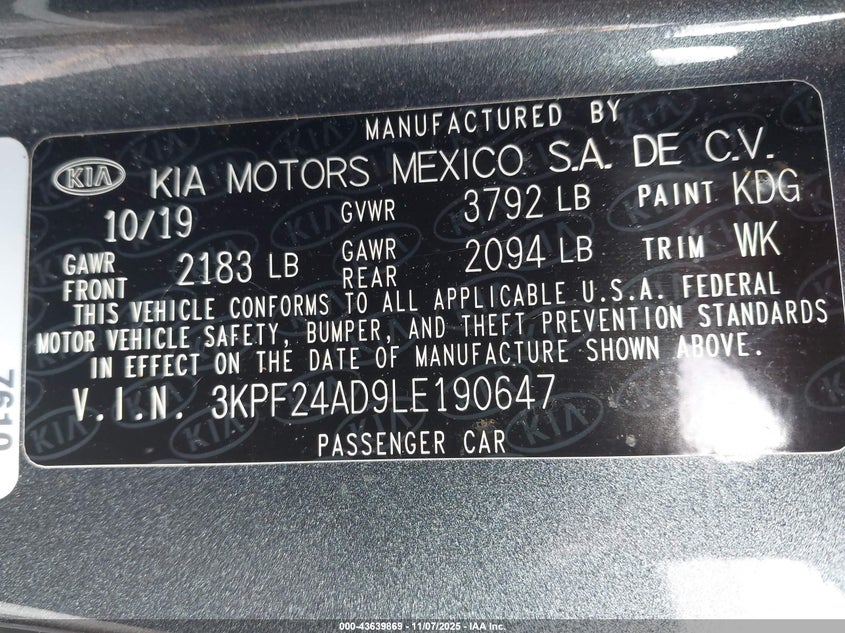 MANUFACTURED BY
KIA KIA MOTORS MEXICO S.A. DE C.V.
10/19 GVWR 3792 LB PAINT KDG
GAWR FRONT 2183 LB GAWR REAR 2094 LB TRIM WK
THIS VEHICLE CONFORMS TO ALL APPLICABLE U.S.A. FEDERAL
MOTOR VEHICLE SAFETY, BUMPER, AND THEFT PREVENTION STANDARDS
IN EFFECT ON THE DATE OF MANUFACTURE SHOWN ABOVE.
V.I.N. 3KPF24AD9LE190647
PASSENGER CAR
000-43639869 - 11/07/2025 - IAA Inc.